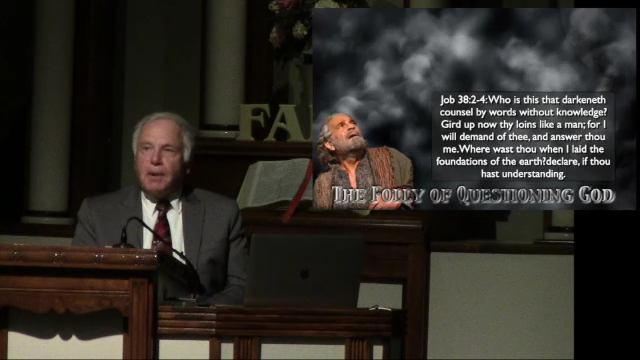 FA
Job 38:2-4:Who is this that darkeneth
counsel by words without knowledge?
Gird up now thy loins like a man; for I
will demand of thee, and answer thou
me.Where wast thou when I laid the
foundations of the earth?declare, if thou
hast understanding.
The Folly of Questioning God